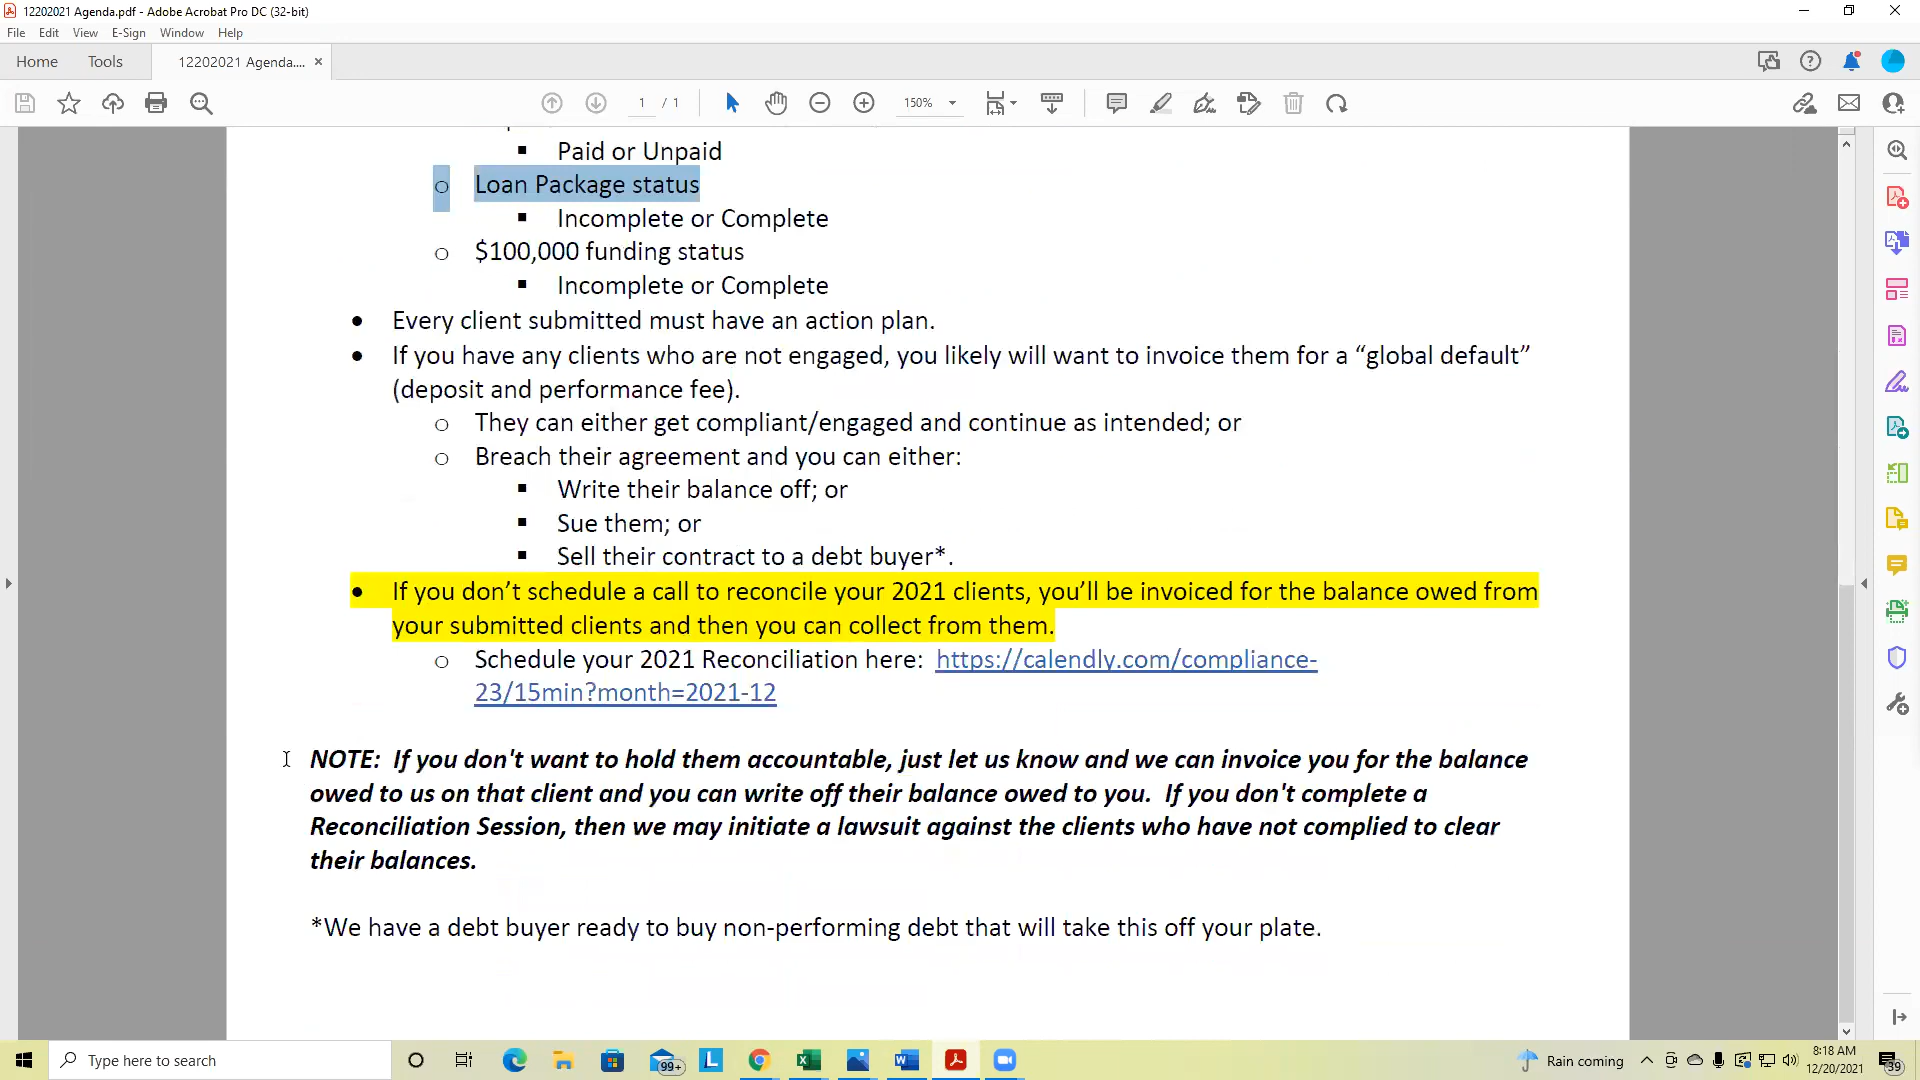 12202021 Agenda.pdf - Adobe Acrobat Pro DC (32-bit)
File Edit View E-Sign Window Help
Home Tools 12202021 Agenda....
1 / 1 150%
▪ Paid or Unpaid
o Loan Package status
▪ Incomplete or Complete
o $100,000 funding status
▪ Incomplete or Complete
• Every client submitted must have an action plan.
• If you have any clients who are not engaged, you likely will want to invoice them for a “global default”
(deposit and performance fee).
o They can either get compliant/engaged and continue as intended; or
o Breach their agreement and you can either:
▪ Write their balance off; or
▪ Sue them; or
▪ Sell their contract to a debt buyer*.
• If you don’t schedule a call to reconcile your 2021 clients, you’ll be invoiced for the balance owed from
your submitted clients and then you can collect from them.
o Schedule your 2021 Reconciliation here: https://calendly.com/compliance-
23/15min?month=2021-12
NOTE: If you don't want to hold them accountable, just let us know and we can invoice you for the balance
owed to us on that client and you can write off their balance owed to you. If you don't complete a
Reconciliation Session, then we may initiate a lawsuit against the clients who have not complied to clear
their balances.
*We have a debt buyer ready to buy non-performing debt that will take this off your plate.
Type here to search
99+
Rain coming
8:18 AM
12/20/2021
39